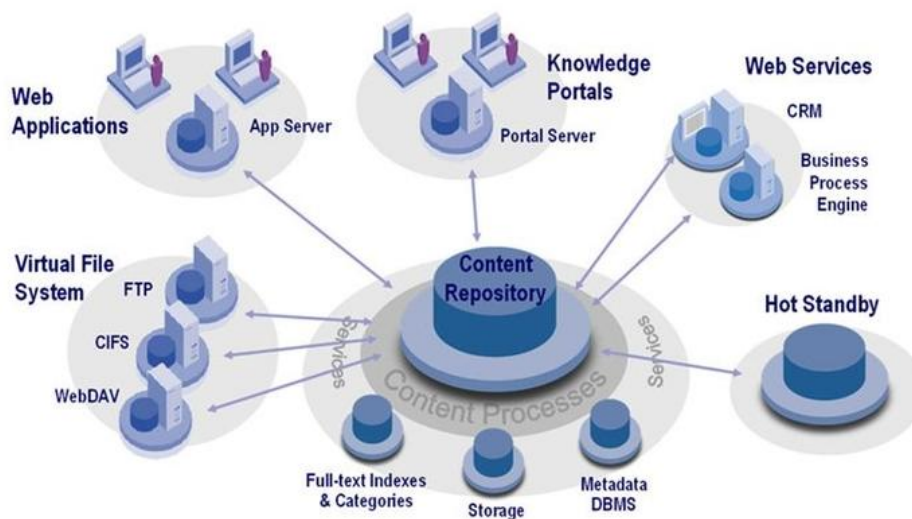 Web
Applications
App Server
Knowledge
Portals
Portal Server
Web Services
CRM
Business
Process
Engine
Virtual File
System
FTP
CIFS
WebDAV
Content
Repository
Services
Services
Content Processes
Hot Standby
Full-text Indexes
& Categories
Storage
Metadata
DBMS